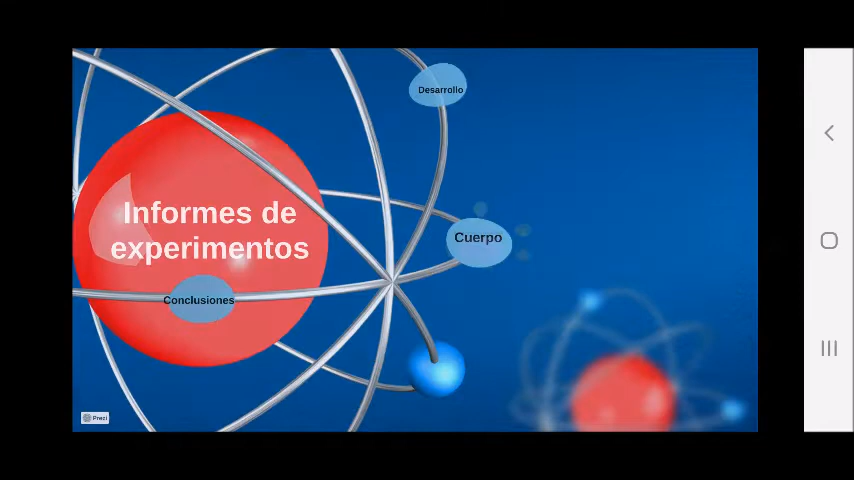 Desarrollo
Informes de
experimentos
Cuerpo
Conclusiones
Prezi